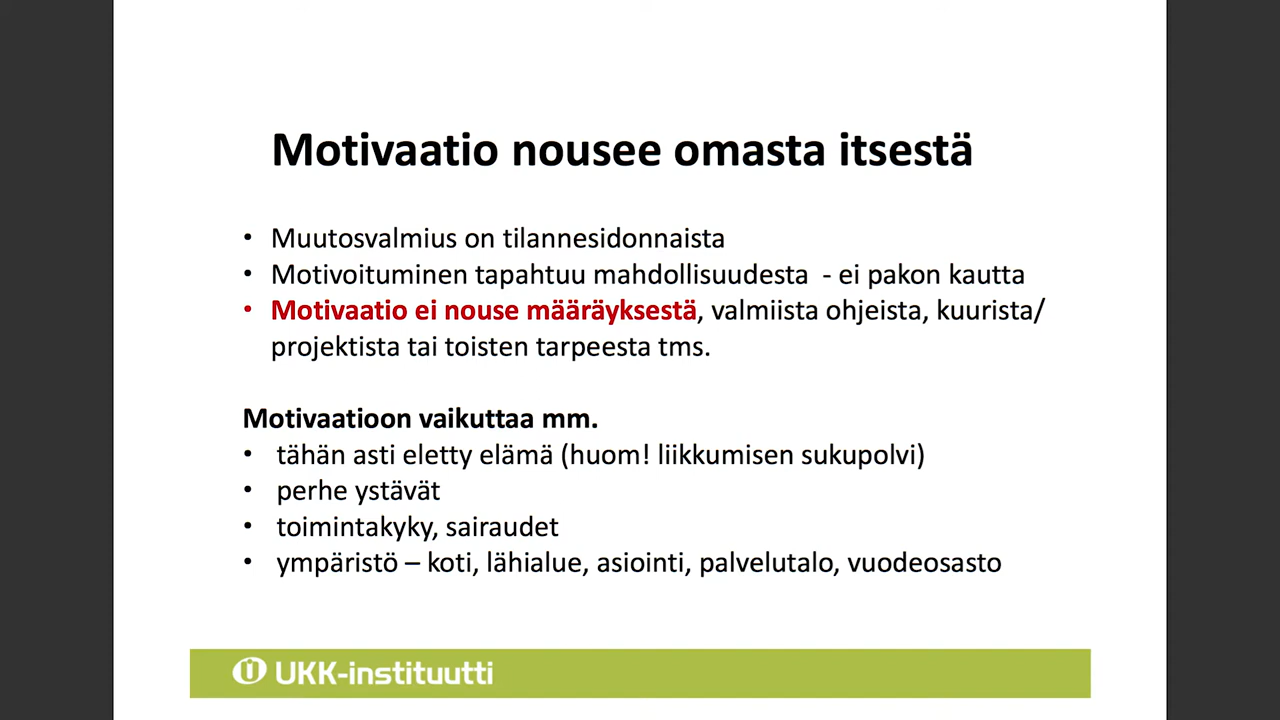 Motivaatio nousee omasta itsestä
• Muutosvalmius on tilannesidonnaista
• Motivoituminen tapahtuu mahdollisuudesta - ei pakon kautta
• Motivaatio ei nouse määräyksestä, valmiista ohjeista, kuurista/
projektista tai toisten tarpeesta tms.
Motivaatioon vaikuttaa mm.
• tähän asti eletty elämä (huom! liikkumisen sukupolvi)
• perhe ystävät
• toimintakyky, sairaudet
• ympäristö – koti, lähialue, asiointi, palvelutalo, vuodeosasto
UKK-instituutti